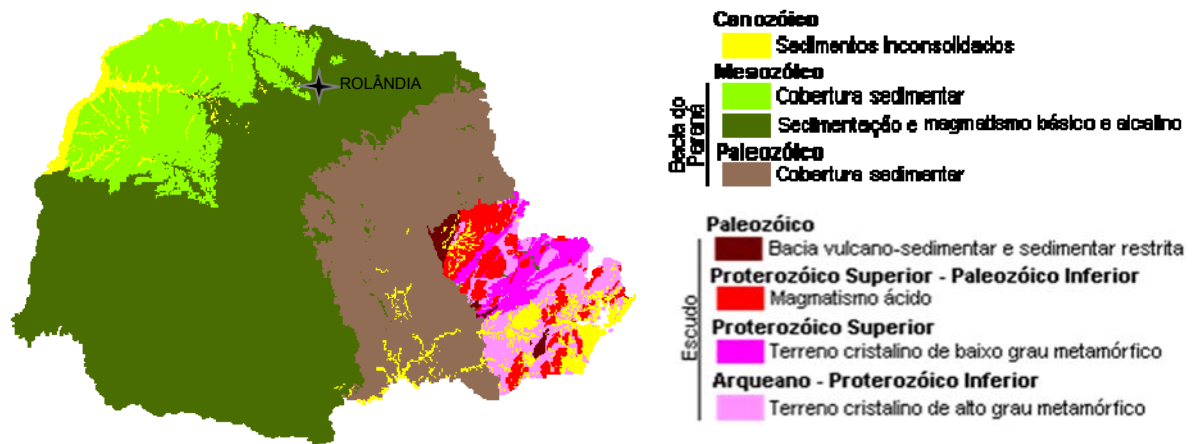 ROLÂNDIA
Canozóico
Sedimentos Inconsolidados
Mesozóico
Cobertura sedimentar
Sedimentação e magmatismo básico e alcalino
Paleozóico
Cobertura sedimentar
Bacia do
Paraná
Paleozóico
Bacia vulcano-sedimentar e sedimentar restrita
Proterozóico Superior - Paleozóico Inferior
Magmatismo ácido
Proterozóico Superior
Terreno cristalino de baixo grau metamórfico
Arqueano - Proterozóico Inferior
Terreno cristalino de alto grau metamórfico
Escudo